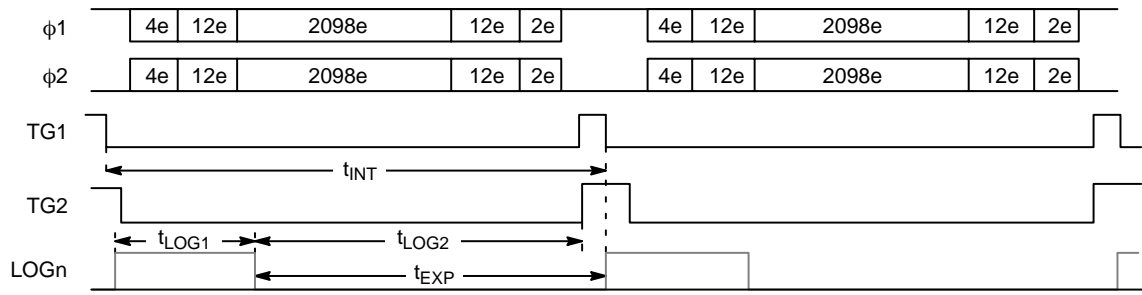 ϕ1 4e 12e 2098e 12e 2e 4e 12e 2098e 12e 2e
ϕ2 4e 12e 2098e 12e 2e 4e 12e 2098e 12e 2e
TG1
tINT
TG2
tLOG1 tLOG2
LOGn
tEXP